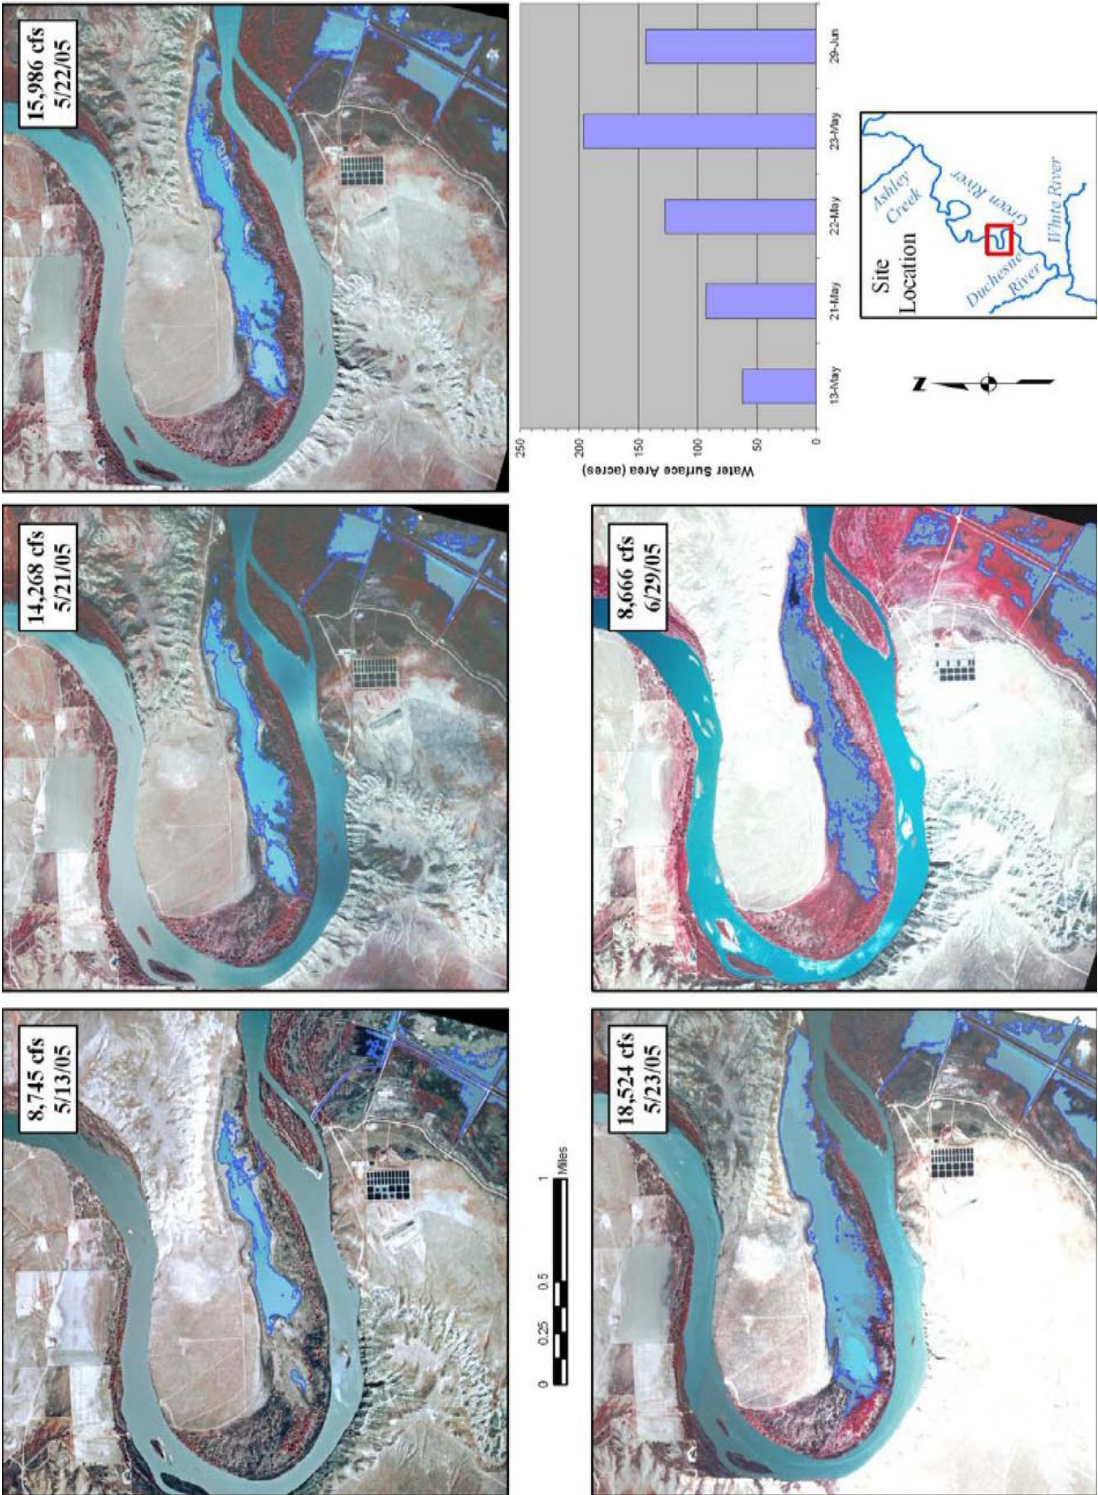 8,745 cfs
5/13/05
14,268 cfs
5/21/05
15,986 cfs
5/22/05
0 0.25 0.5 1
Miles
18,524 cfs
5/23/05
8,666 cfs
6/29/05
Water Surface Area (acres)
250
200
150
100
50
0
13-May 21-May 22-May 23-May 29-Jun
N
Site
Location
Ashley
Creek
Green River
Duchesne
River
White River